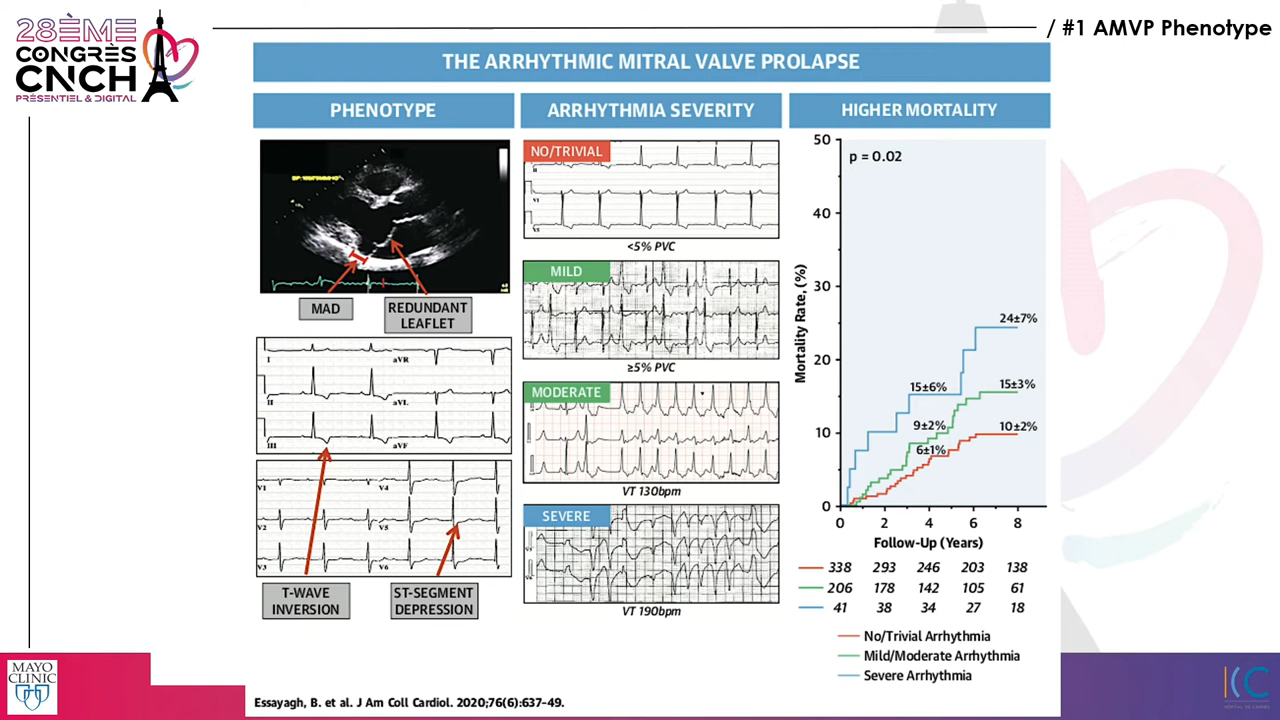 28ÈME
CONGRÈS
CNCH
PRÉSENTIEL & DIGITAL
/ #1 AMVP Phenotype
THE ARRHYTHMIC MITRAL VALVE PROLAPSE
PHENOTYPE
MAD
REDUNDANT
LEAFLET
I
aVR
II
aVL
III
aVF
V1
V4
V2
V5
V3
V6
T-WAVE
INVERSION
ST-SEGMENT
DEPRESSION
ARRHYTHMIA SEVERITY
NO/TRIVIAL
II
V1
V5
<5% PVC
MILD
≥5% PVC
MODERATE
VT 130bpm
SEVERE
VT 190bpm
HIGHER MORTALITY
p = 0.02
Mortality Rate, (%)
50
40
30
20
10
0
24±7%
15±6%
15±3%
9±2%
10±2%
6±1%
0 2 4 6 8
Follow-Up (Years)
338 293 246 203 138
206 178 142 105 61
41 38 34 27 18
No/Trivial Arrhythmia
Mild/Moderate Arrhythmia
Severe Arrhythmia
MAYO
CLINIC
Essayagh, B. et al. J Am Coll Cardiol. 2020;76(6):637-49.
HÔPITAL DE CANNES